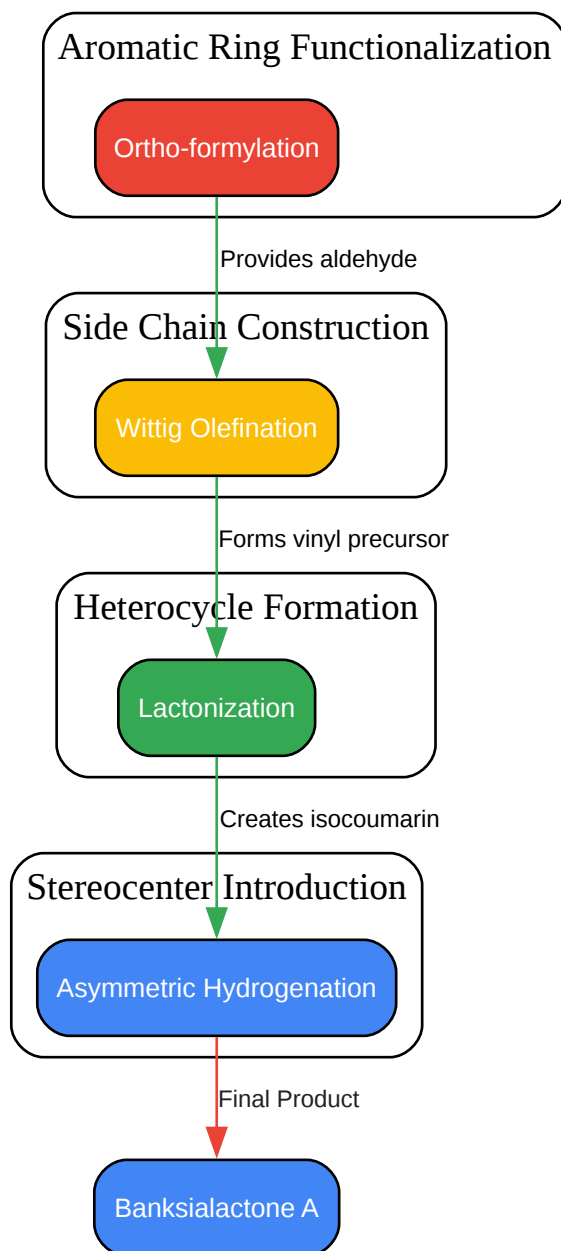 Aromatic Ring Functionalization
Ortho-formylation
Provides aldehyde
Side Chain Construction
Wittig Olefination
Forms vinyl precursor
Heterocycle Formation
Lactonization
Creates isocoumarin
Stereocenter Introduction
Asymmetric Hydrogenation
Final Product
Banksialactone A